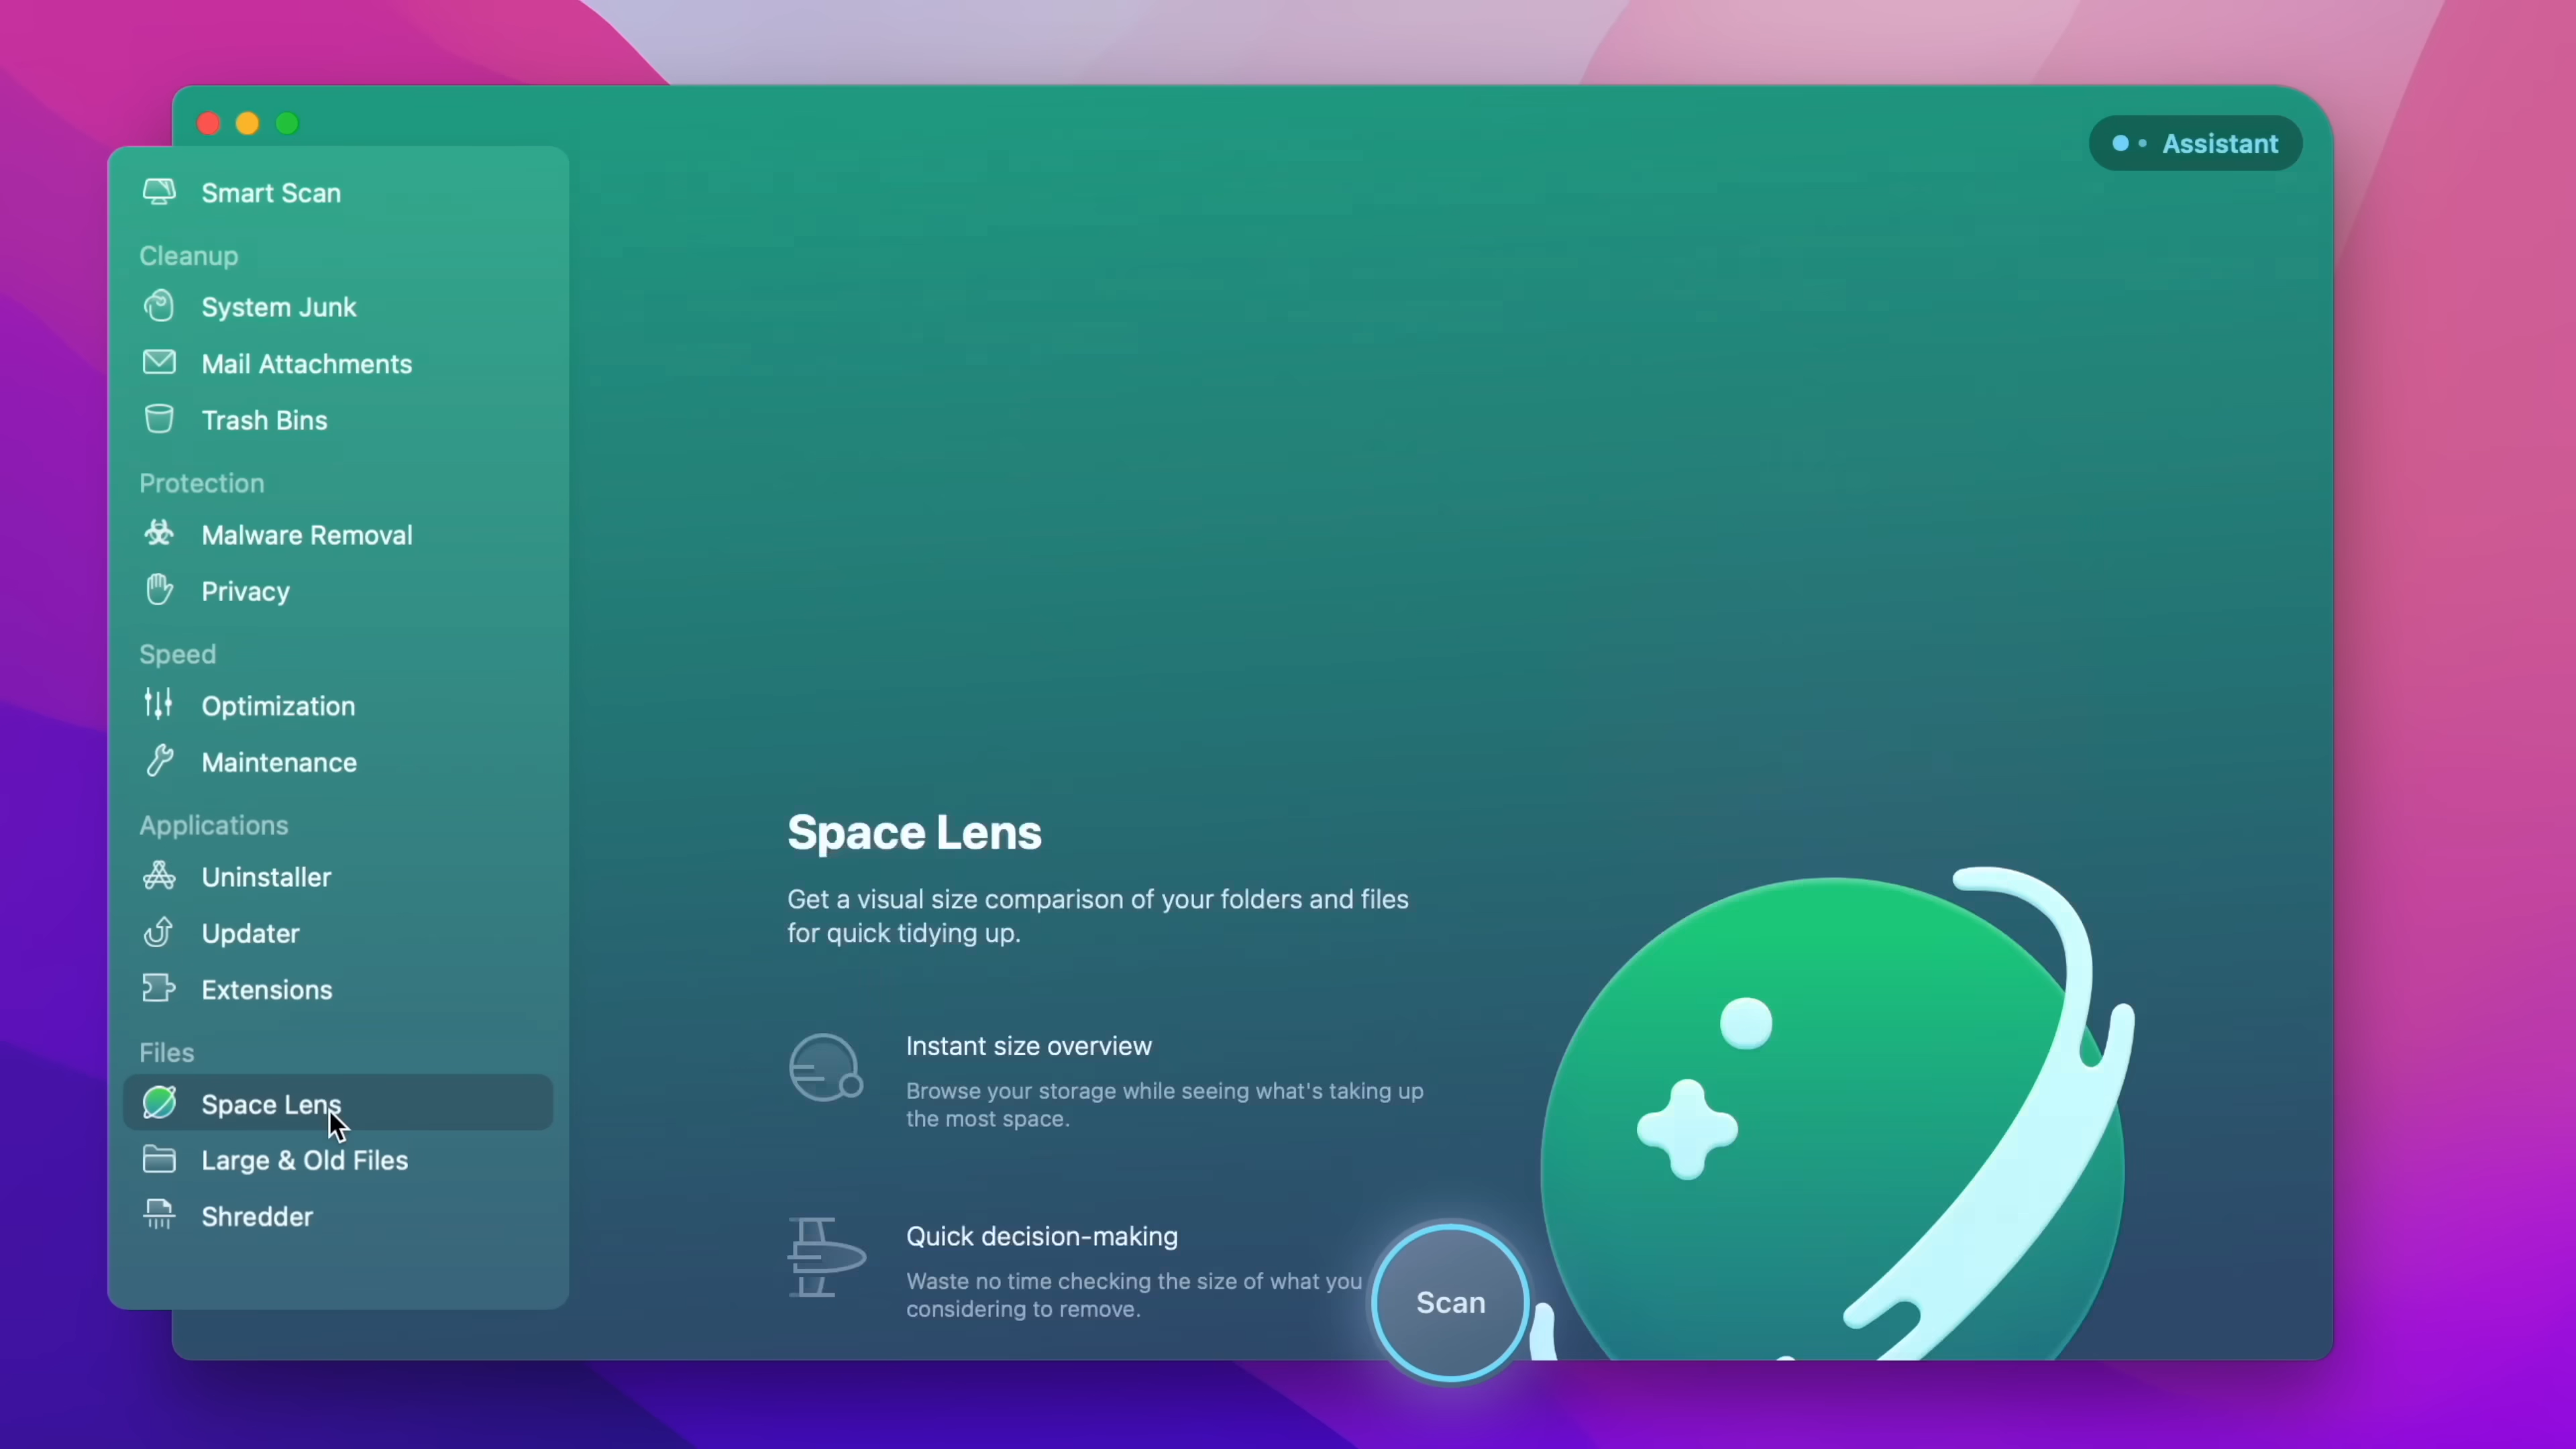 Assistant
Smart Scan
Cleanup
System Junk
Mail Attachments
Trash Bins
Protection
Malware Removal
Privacy
Speed
Optimization
Maintenance
Applications
Uninstaller
Updater
Extensions
Files
Space Lens
Large & Old Files
Shredder
Space Lens
Get a visual size comparison of your folders and files
for quick tidying up.
Instant size overview
Browse your storage while seeing what's taking up
the most space.
Quick decision-making
Waste no time checking the size of what you
considering to remove.
Scan